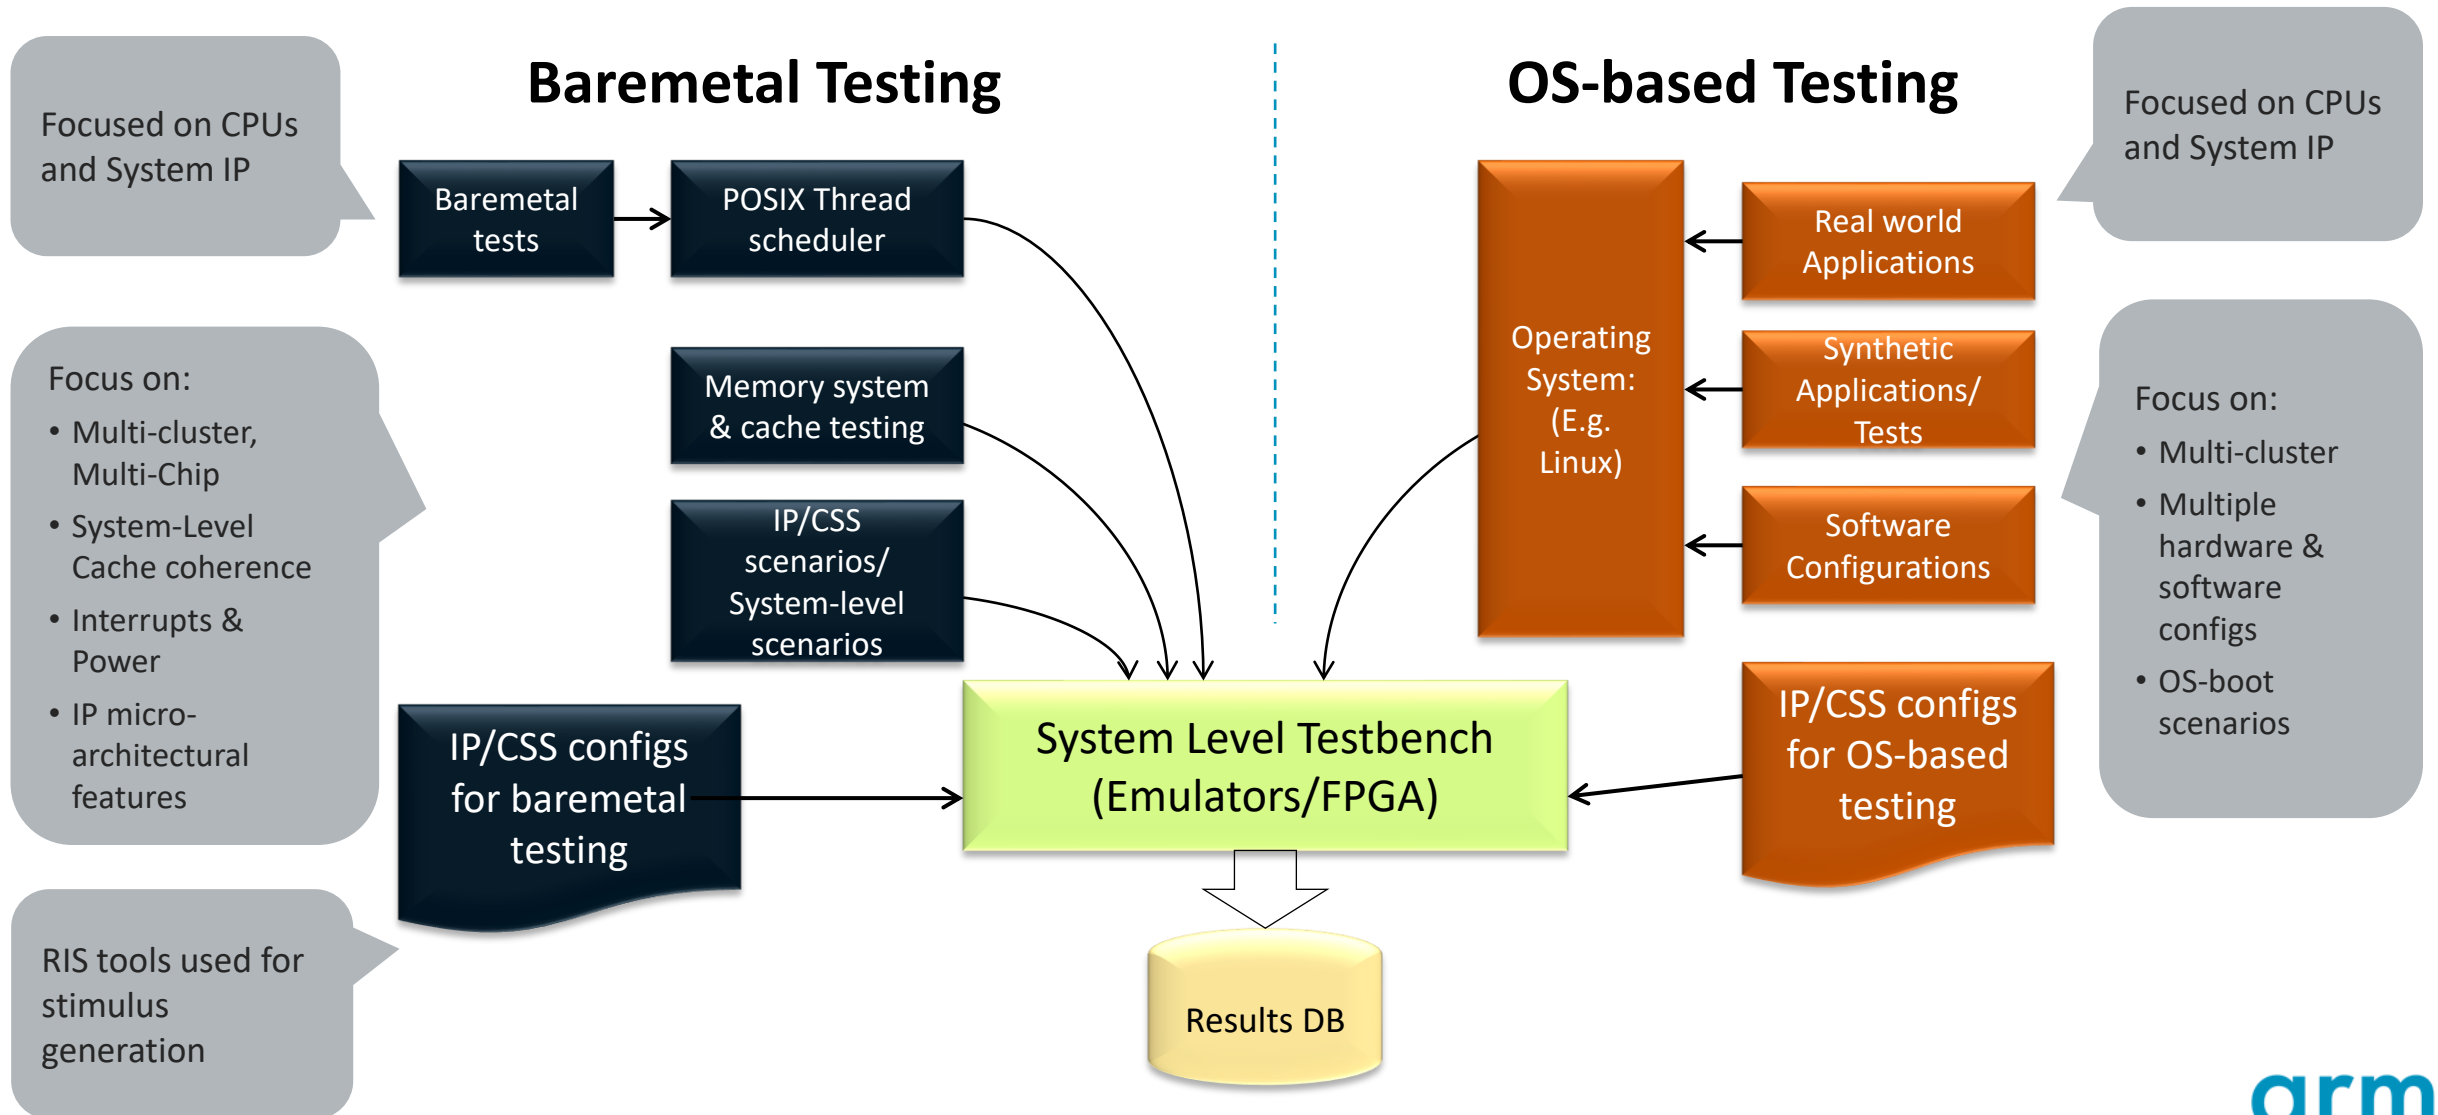 Baremetal Testing
OS-based Testing
Focused on CPUs
and System IP
Baremetal
tests
POSIX Thread
scheduler
Memory system
& cache testing
IP/CSS
scenarios/
System-level
scenarios
Focus on:
• Multi-cluster,
Multi-Chip
• System-Level
Cache coherence
• Interrupts &
Power
• IP micro-
architectural
features
IP/CSS configs
for baremetal
testing
RIS tools used for
stimulus
generation
System Level Testbench
(Emulators/FPGA)
Results DB
Operating
System:
(E.g.
Linux)
Real world
Applications
Synthetic
Applications/
Tests
Software
Configurations
IP/CSS configs
for OS-based
testing
Focused on CPUs
and System IP
Focus on:
• Multi-cluster
• Multiple
hardware &
software
configs
• OS-boot
scenarios
arm